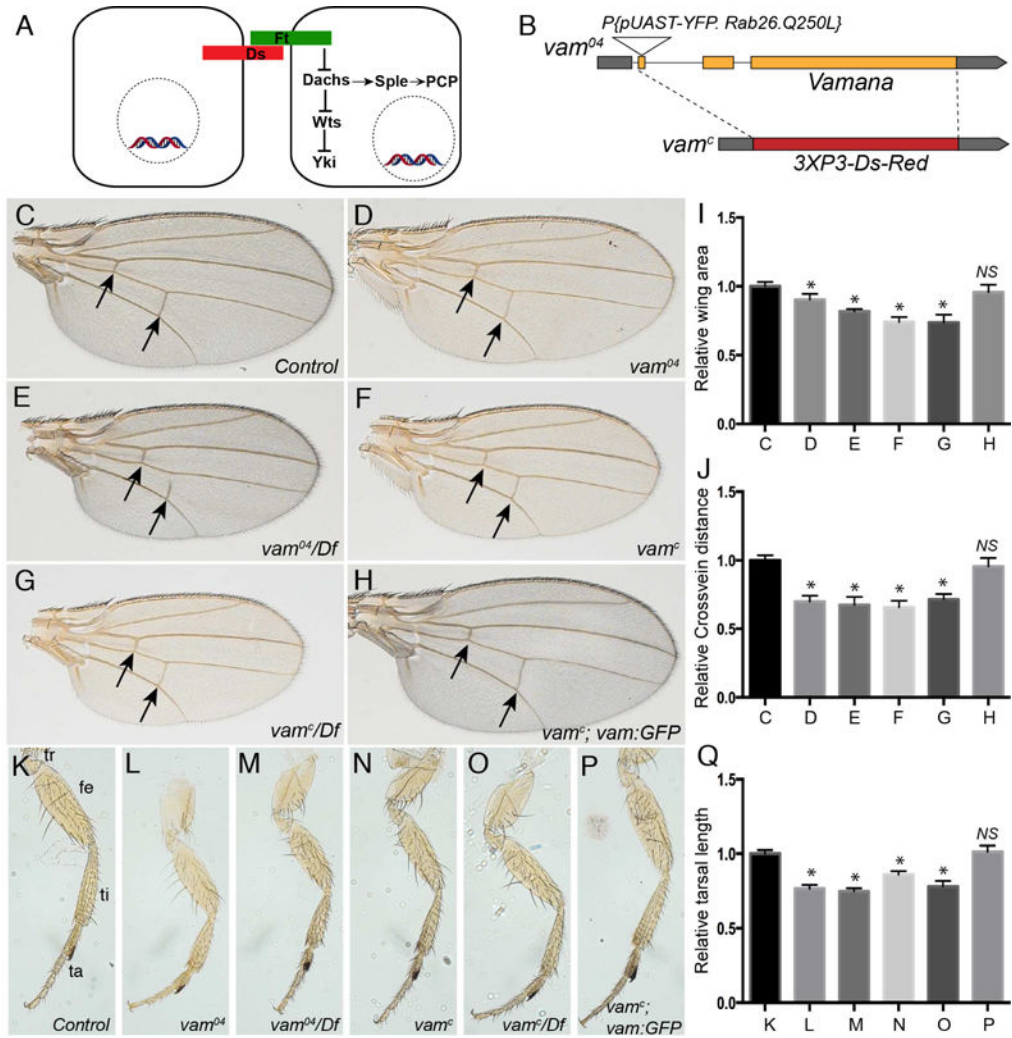 A
Ft
Ds
Dachs → Sple → PCP
Wts
Yki
B
P{pUAST-YFP. Rab26.Q250L}
vam⁰⁴
Vamana
vamᶜ
3XP3-Ds-Red
C
Control
D
vam⁰⁴
E
vam⁰⁴/Df
F
vamᶜ
G
vamᶜ/Df
H
vamᶜ; vam:GFP
I
Relative wing area
1.5
1.0
0.5
0.0
* * * * NS
C D E F G H
J
Relative Crossvein distance
1.5
1.0
0.5
0.0
* * * * NS
C D E F G H
K
tr
fe
ti
ta
Control
L
vam⁰⁴
M
vam⁰⁴/Df
N
vamᶜ
O
vamᶜ/Df
P
vamᶜ;
vam:GFP
Q
Relative tarsal length
1.5
1.0
0.5
0.0
* * * * NS
K L M N O P